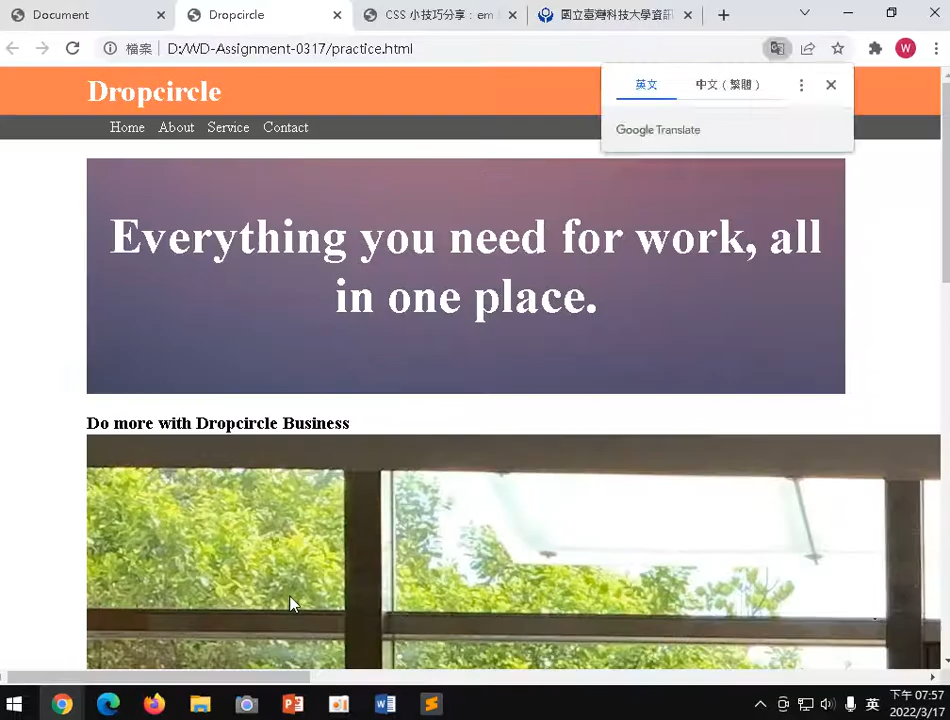 Document
Dropcircle
CSS 小技巧分享：em
國立臺灣科技大學資訊
檔案
D:/WD-Assignment-0317/practice.html
W
Dropcircle
英文
中文（繁體）
Google Translate
Home About Service Contact
Everything you need for work, all
in one place.
Do more with Dropcircle Business
英
下午 07:57
2022/3/17